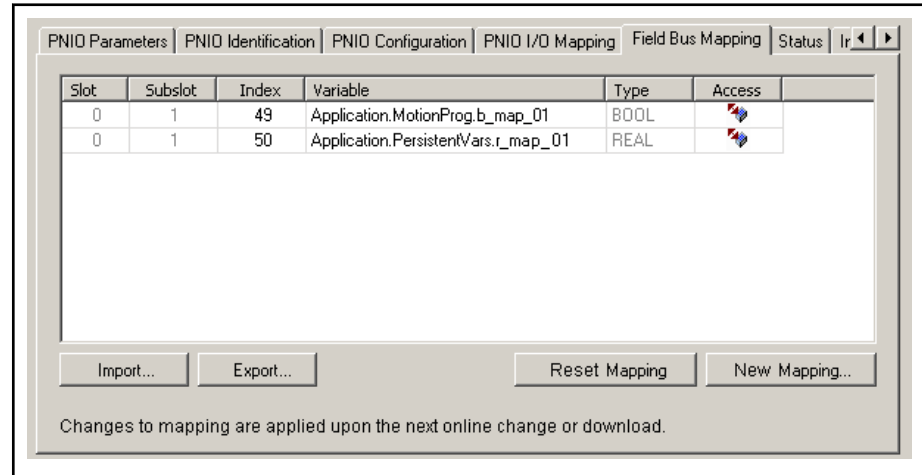 PNIO Parameters PNIO Identification PNIO Configuration PNIO I/O Mapping Field Bus Mapping Status
Slot Subslot Index Variable Type Access
0 1 49 Application.MotionProg.b_map_01 BOOL
0 1 50 Application.PersistentVars.r_map_01 REAL
Import... Export... Reset Mapping New Mapping...
Changes to mapping are applied upon the next online change or download.